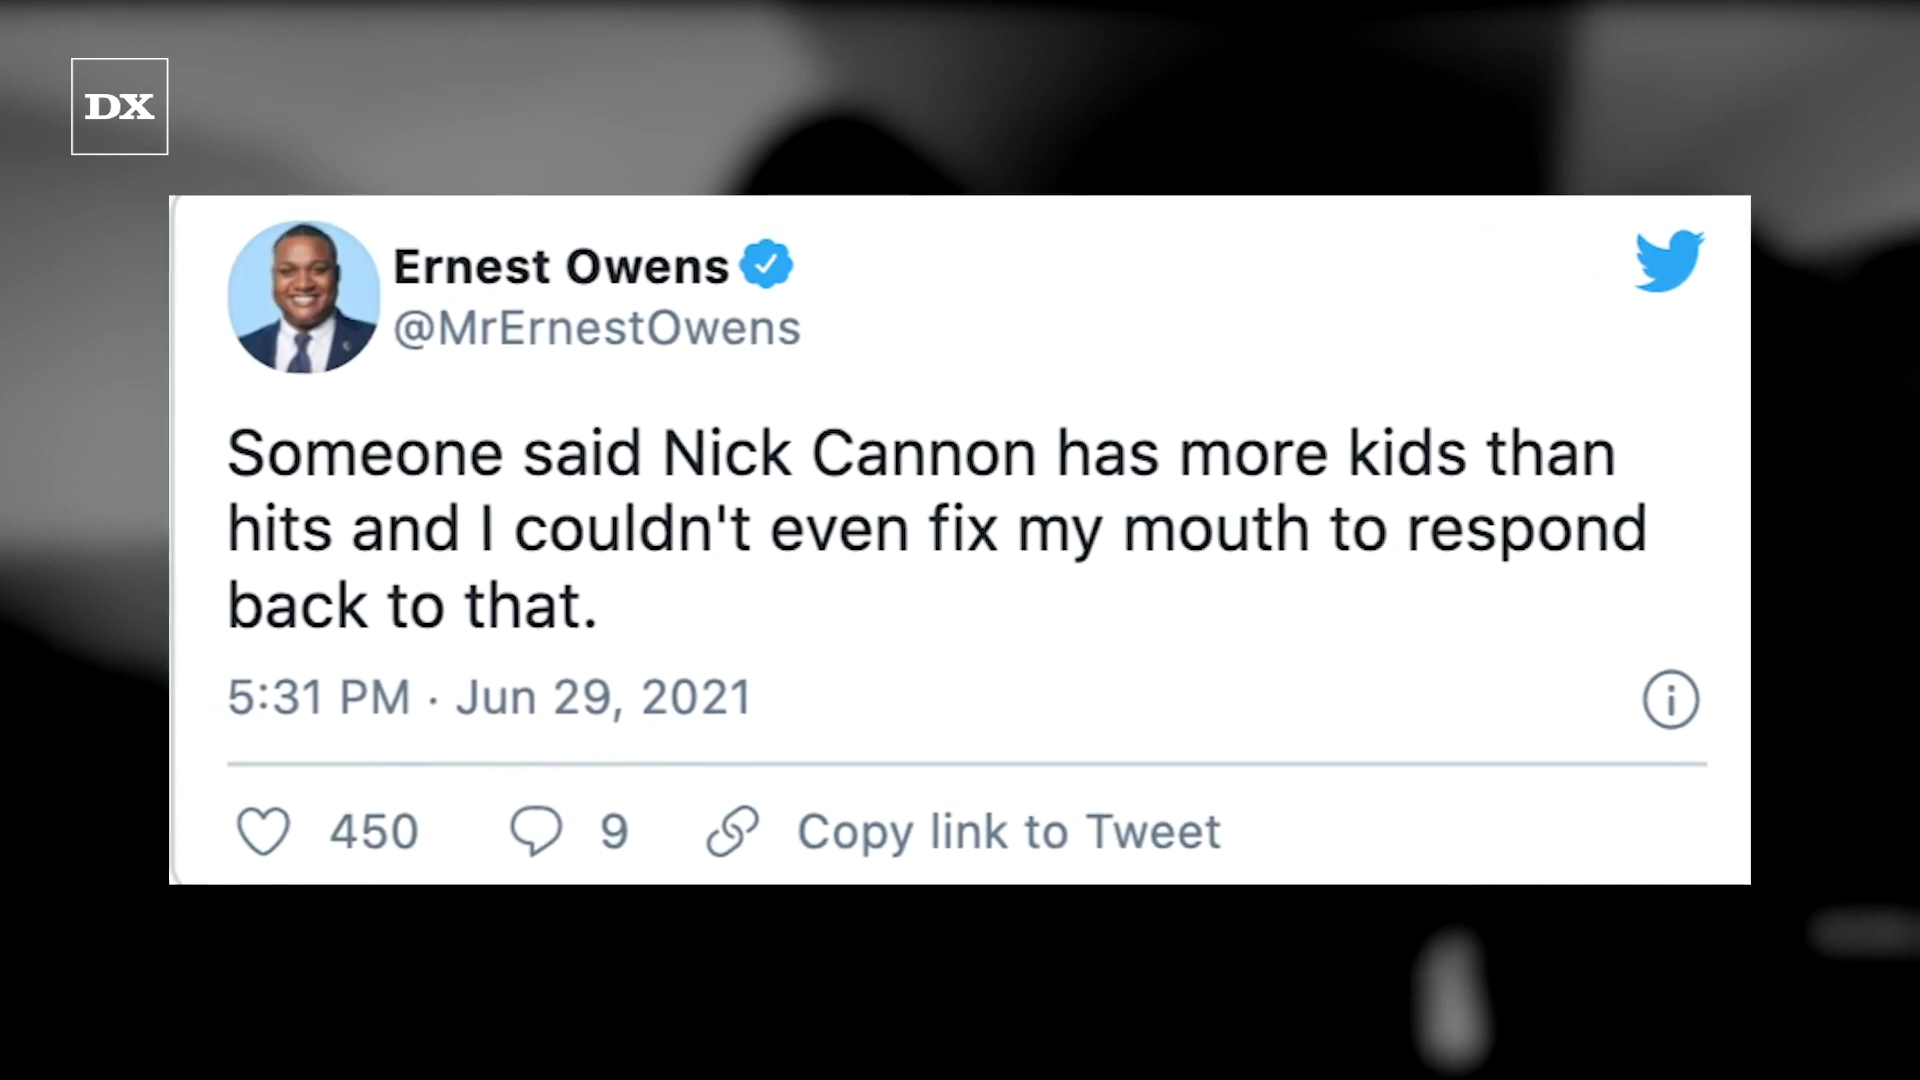 DX
Ernest Owens
@MrErnestOwens
Someone said Nick Cannon has more kids than
hits and I couldn't even fix my mouth to respond
back to that.
5:31 PM · Jun 29, 2021
450 9 Copy link to Tweet